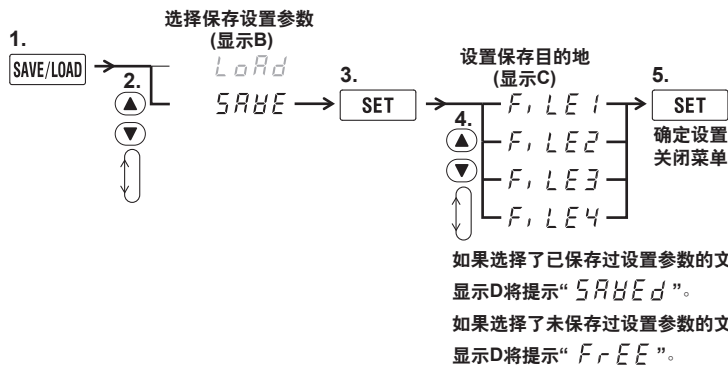 选择保存设置参数
(显示B)
1.
SAVE/LOAD
2.
LoAd
SAVE
3.
SET
设置保存目的地
(显示C)
4.
FiLE1
FiLE2
FiLE3
FiLE4
5.
SET
确定设置
关闭菜单
如果选择了已保存过设置参数的文
显示D将提示“ SAVEd ”。
如果选择了未保存过设置参数的文
显示D将提示“ FrEE ”。